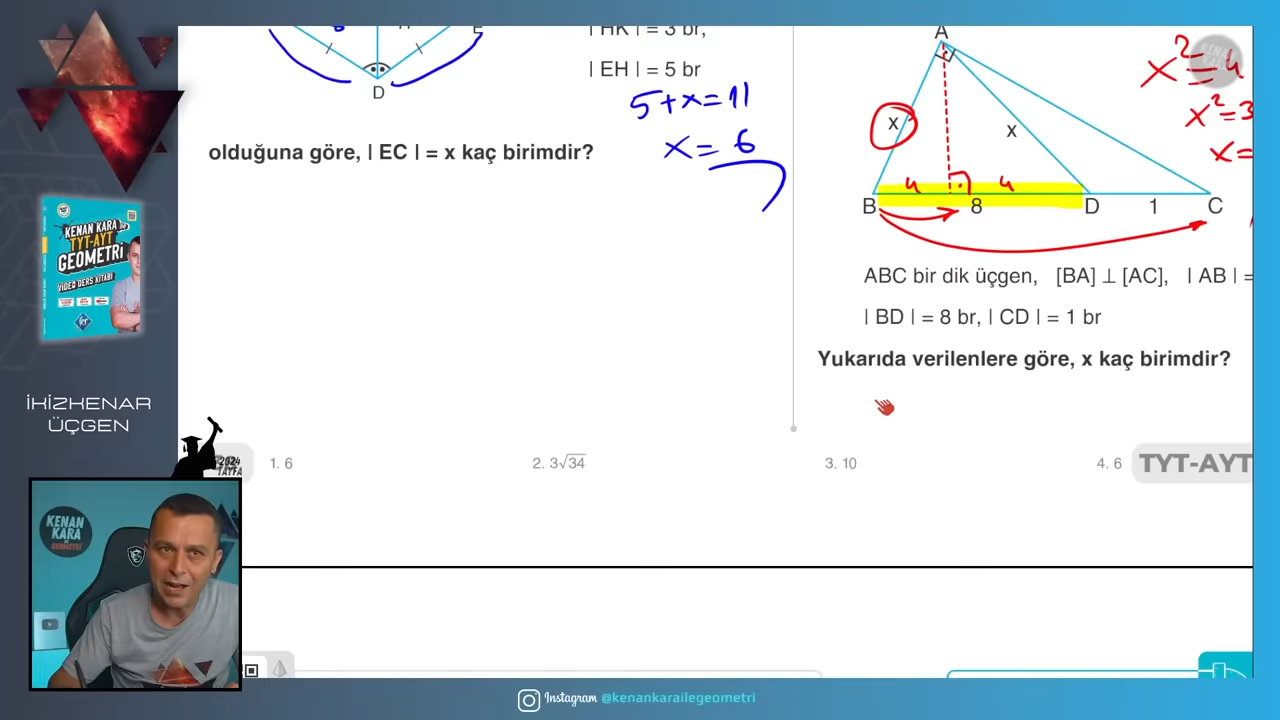 | HK | = 3 br,
| EH | = 5 br
D
5+x=11
x = 6
olduğuna göre, | EC | = x kaç birimdir?
A
x² = 4
x² = 3
x =
x
x
4
4
B
8
D
1
C
ABC bir dik üçgen, [BA] ⊥ [AC], | AB | =
| BD | = 8 br, | CD | = 1 br
Yukarıda verilenlere göre, x kaç birimdir?
KENAN KARA
TYT-AYT
GEOMETRİ
VİDEO DERS KİTABI
İKİZKENAR
ÜÇGEN
2024
TAYFA
1. 6
2. 3√34
3. 10
4. 6
TYT-AYT
KENAN
KARA
GEOMETRİ
Instagram @kenankarailegeometri